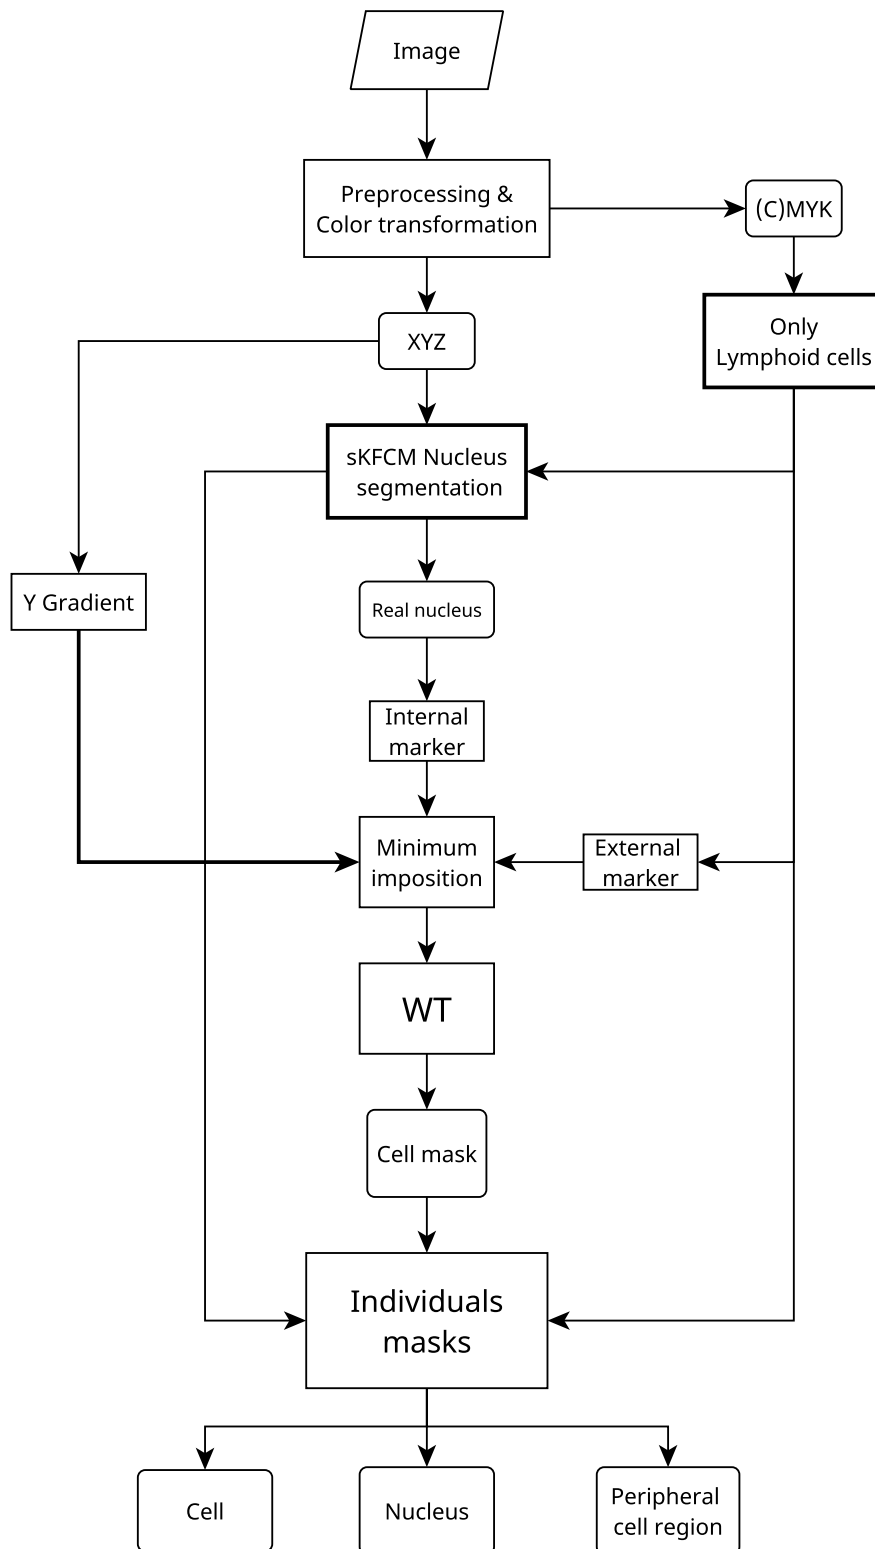 Image
Preprocessing &
Color transformation
(C)MYK
Only
Lymphoid cells
XYZ
sKFCM Nucleus
segmentation
Y Gradient
Real nucleus
Internal
marker
Minimum
imposition
External
marker
WT
Cell mask
Individuals
masks
Cell
Nucleus
Peripheral
cell region